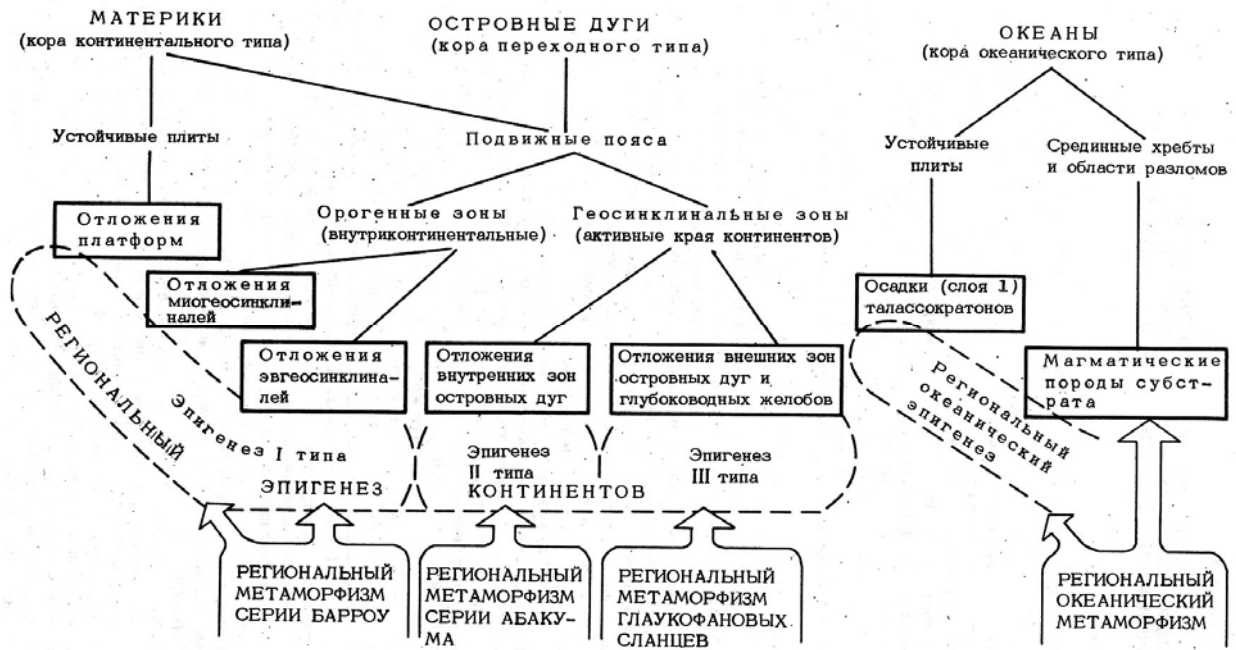 МАТЕРИКИ
(кора континентального типа)
ОСТРОВНЫЕ ДУГИ
(кора переходного типа)
ОКЕАНЫ
(кора океанического типа)
Устойчивые плиты
Подвижные пояса
Устойчивые
плиты
Срединные хребты
и области разломов
Отложения
платформ
Орогенные зоны
(внутриконтинентальные)
Геосинклинальные зоны
(активные края континентов)
Отложения
миогеосинкли-
налей
Осадки (слоя 1)
талассократонов
Отложения
эвгеосинклина-
лей
Отложения
внутренних зон
островных дуг
Отложения внешних зон
островных дуг и
глубоководных желобов
Магматические
породы субст-
рата
РЕГИОНАЛЬНЫЙ
Эпигенез I типа
ЭПИГЕНЕЗ
Эпигенез
II типа
КОНТИНЕНТОВ
Эпигенез
III типа
Региональный
океанический
эпигенез
РЕГИОНАЛЬНЫЙ
МЕТАМОРФИЗМ
СЕРИИ БАРРОУ
РЕГИОНАЛЬНЫЙ
МЕТАМОРФИЗМ
СЕРИИ АБАКУ-
МА
РЕГИОНАЛЬНЫЙ
МЕТАМОРФИЗМ
ГЛАУКОФАНОВЫХ
СЛАНЦЕВ
РЕГИОНАЛЬНЫЙ
ОКЕАНИЧЕСКИЙ
МЕТАМОРФИЗМ